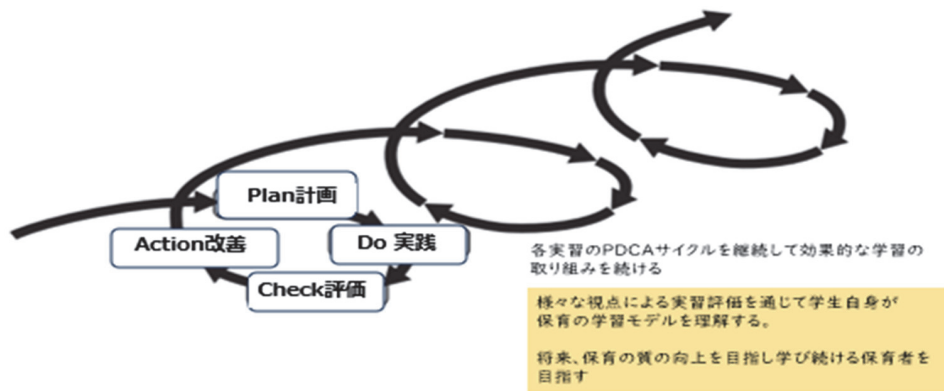 Plan計画
Do 実践
Check評価
Action改善
各実習のPDCAサイクルを継続して効果的な学習の
取り組みを続ける
様々な視点による実習評価を通じて学生自身が
保育の学習モデルを理解する。
将来、保育の質の向上を目指し学び続ける保育者を
目指す